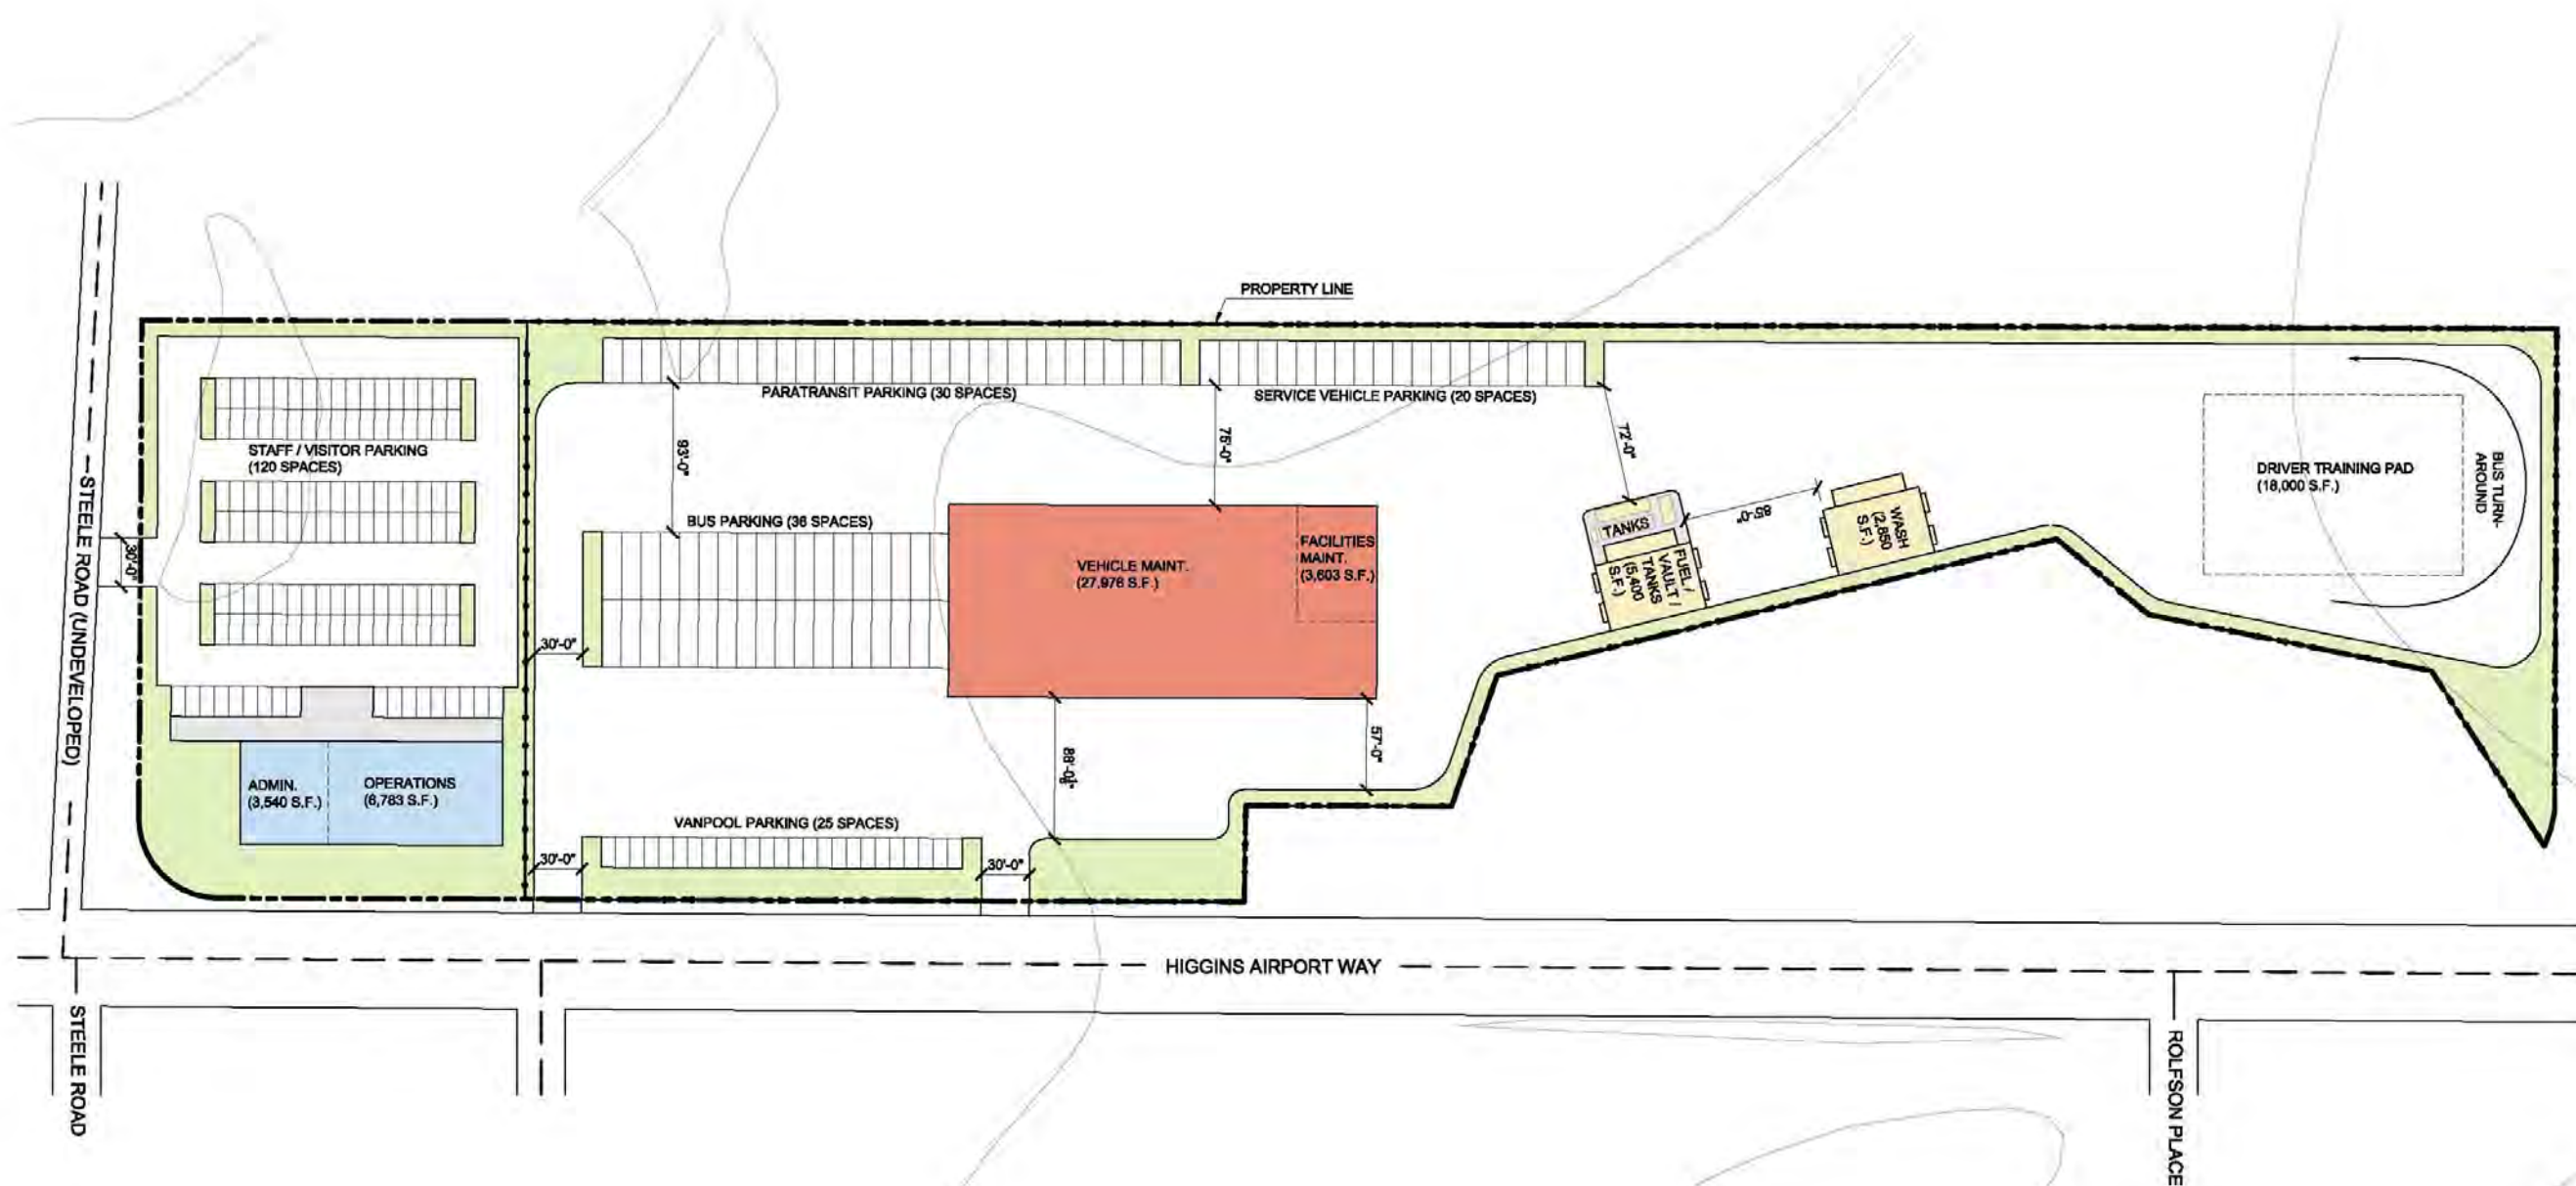 PROPERTY LINE
PARATRANSIT PARKING (30 SPACES)
SERVICE VEHICLE PARKING (20 SPACES)
STAFF / VISITOR PARKING
(120 SPACES)
93'-0"
75'-0"
72'-0"
85'-0"
BUS PARKING (36 SPACES)
VEHICLE MAINT.
(27,976 S.F.)
FACILITIES
MAINT.
(3,603 S.F.)
TANKS
FUEL /
VAULT /
TANKS
(5,400
S.F.)
WASH
(2,850
S.F.)
DRIVER TRAINING PAD
(18,000 S.F.)
BUS TURN-
AROUND
STEELE ROAD (UNDEVELOPED)
30'-0"
30'-0"
88'-0
57'-0"
ADMIN.
(3,540 S.F.)
OPERATIONS
(6,783 S.F.)
VANPOOL PARKING (25 SPACES)
30'-0"
30'-0"
HIGGINS AIRPORT WAY
STEELE ROAD
ROLFSON PLACE